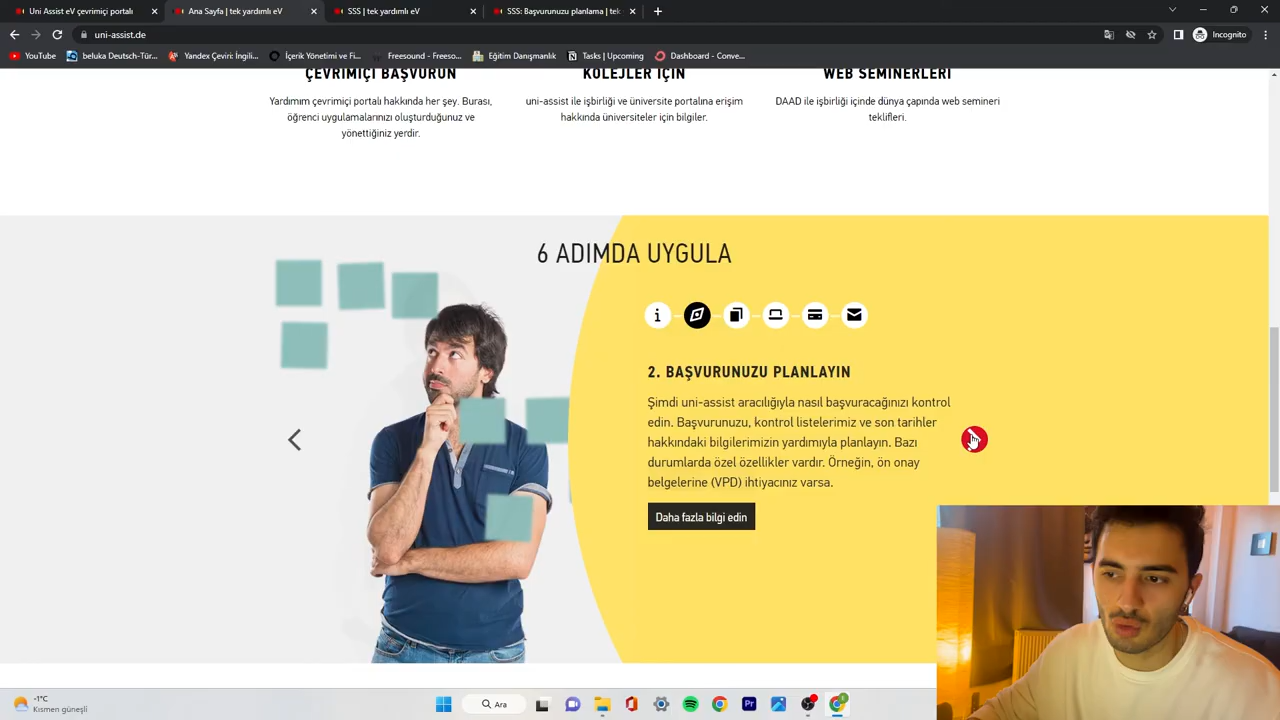 Uni Assist eV çevrimiçi portalı
Ana Sayfa | tek yardımlı eV
SSS | tek yardımlı eV
SSS: Başvurunuzu planlama | tek
uni-assist.de
Incognito
YouTube
beluka Deutsch-Tür...
Yandex Çeviri: İngili...
İçerik Yönetimi ve Fi...
Freesound - Freeso...
Eğitim Danışmanlık
Tasks | Upcoming
Dashboard - Conve...
ÇEVRİMİÇİ BAŞVURUN
Yardım çevrimiçi portalı hakkında her şey. Burası,
öğrenci uygulamalarınızı oluşturduğunuz ve
yönettiğiniz yerdir.
KOLEJLER İÇİN
uni-assist ile işbirliği ve üniversite portalına erişim
hakkında üniversiteler için bilgiler.
WEB SEMİNERLERİ
DAAD ile işbirliği içinde dünya çapında web semineri
teklifleri.
6 ADIMDA UYGULA
2. BAŞVURUNUZU PLANLAYIN
Şimdi uni-assist aracılığıyla nasıl başvuracağınızı kontrol
edin. Başvurunuzu, kontrol listelerimiz ve son tarihler
hakkındaki bilgilerimizin yardımıyla planlayın. Bazı
durumlarda özel özellikler vardır. Örneğin, ön onay
belgelerine (VPD) ihtiyacınız varsa.
Daha fazla bilgi edin
-1°C
Kısmen güneşli
Ara